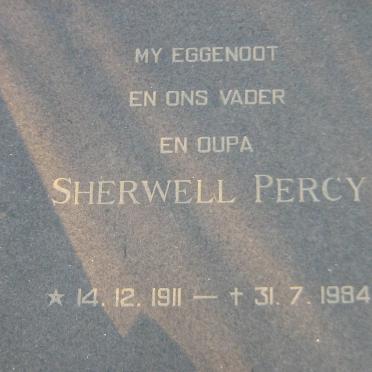 MY EGGENOOT
EN ONS VADER
EN OUPA
SHERWELL PERCY
★ 14. 12. 1911 — † 31. 7. 1984